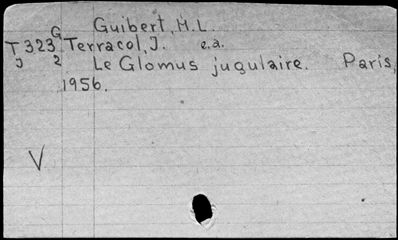 G Guibert, M.L.
T 323 Terracol, J. e.a.
J 2 Le Glomus jugulaire. Paris,
1956.
V